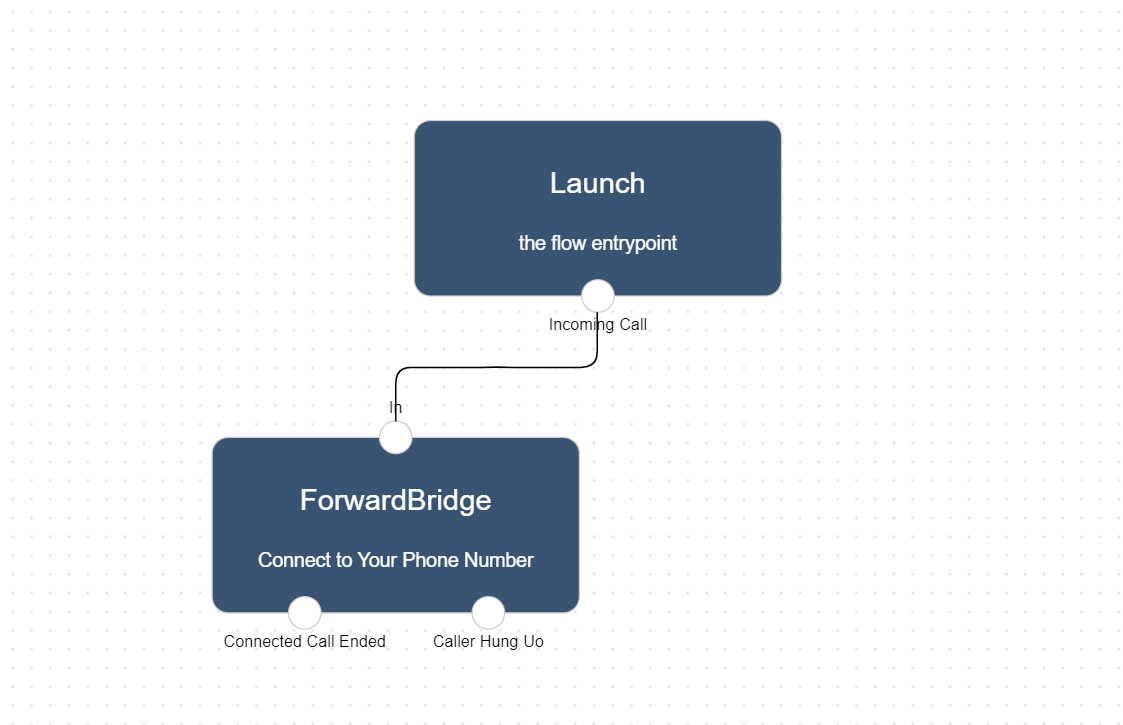 Launch
the flow entrypoint
Incoming Call
In
ForwardBridge
Connect to Your Phone Number
Connected Call Ended
Caller Hung Uo